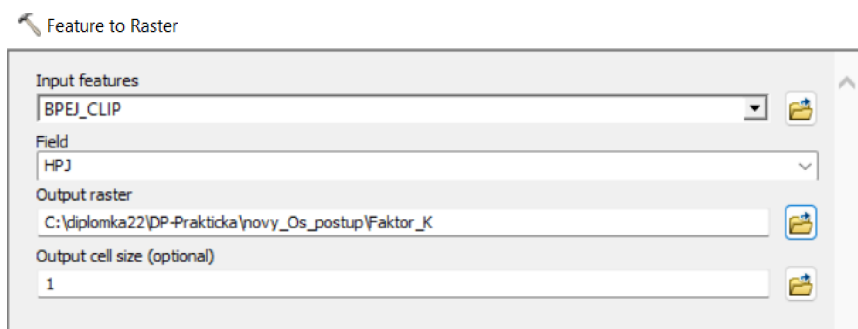 Feature to Raster
Input features
BPEJ_CLIP
Field
HPJ
Output raster
C:\diplomka22\DP-Prakticka\novy_Os_postup\Faktor_K
Output cell size (optional)
1